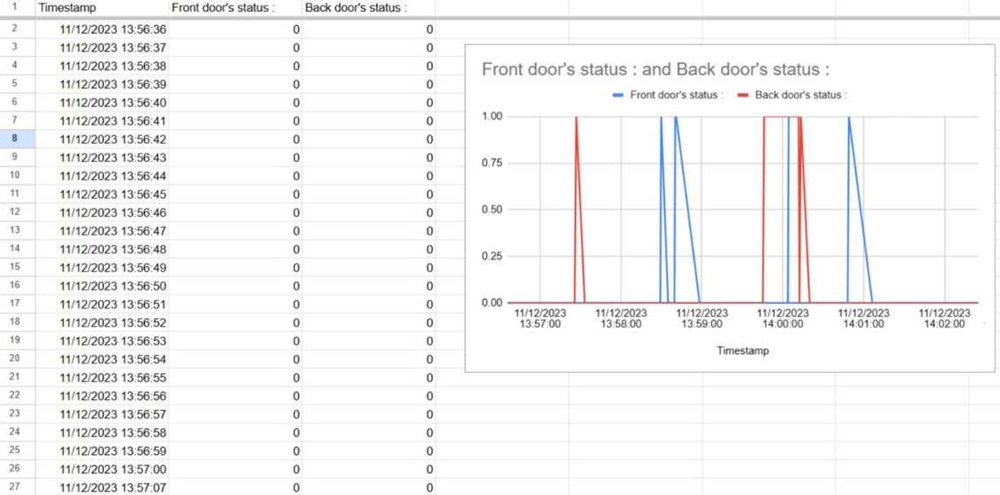 1 Timestamp Front door's status : Back door's status :
2 11/12/2023 13:56:36 0 0
3 11/12/2023 13:56:37 0 0
4 11/12/2023 13:56:38 0 0
5 11/12/2023 13:56:39 0 0
6 11/12/2023 13:56:40 0 0
7 11/12/2023 13:56:41 0 0
8 11/12/2023 13:56:42 0 0
9 11/12/2023 13:56:43 0 0
10 11/12/2023 13:56:44 0 0
11 11/12/2023 13:56:45 0 0
12 11/12/2023 13:56:46 0 0
13 11/12/2023 13:56:47 0 0
14 11/12/2023 13:56:48 0 0
15 11/12/2023 13:56:49 0 0
16 11/12/2023 13:56:50 0 0
17 11/12/2023 13:56:51 0 0
18 11/12/2023 13:56:52 0 0
19 11/12/2023 13:56:53 0 0
20 11/12/2023 13:56:54 0 0
21 11/12/2023 13:56:55 0 0
22 11/12/2023 13:56:56 0 0
23 11/12/2023 13:56:57 0 0
24 11/12/2023 13:56:58 0 0
25 11/12/2023 13:56:59 0 0
26 11/12/2023 13:57:00 0 0
27 11/12/2023 13:57:07 0 0
Front door's status : and Back door's status :
Front door's status : Back door's status :
1.00
0.75
0.50
0.25
0.00
11/12/2023 11/12/2023 11/12/2023 11/12/2023 11/12/2023 11/12/2023
13:57:00 13:58:00 13:59:00 14:00:00 14:01:00 14:02:00
Timestamp